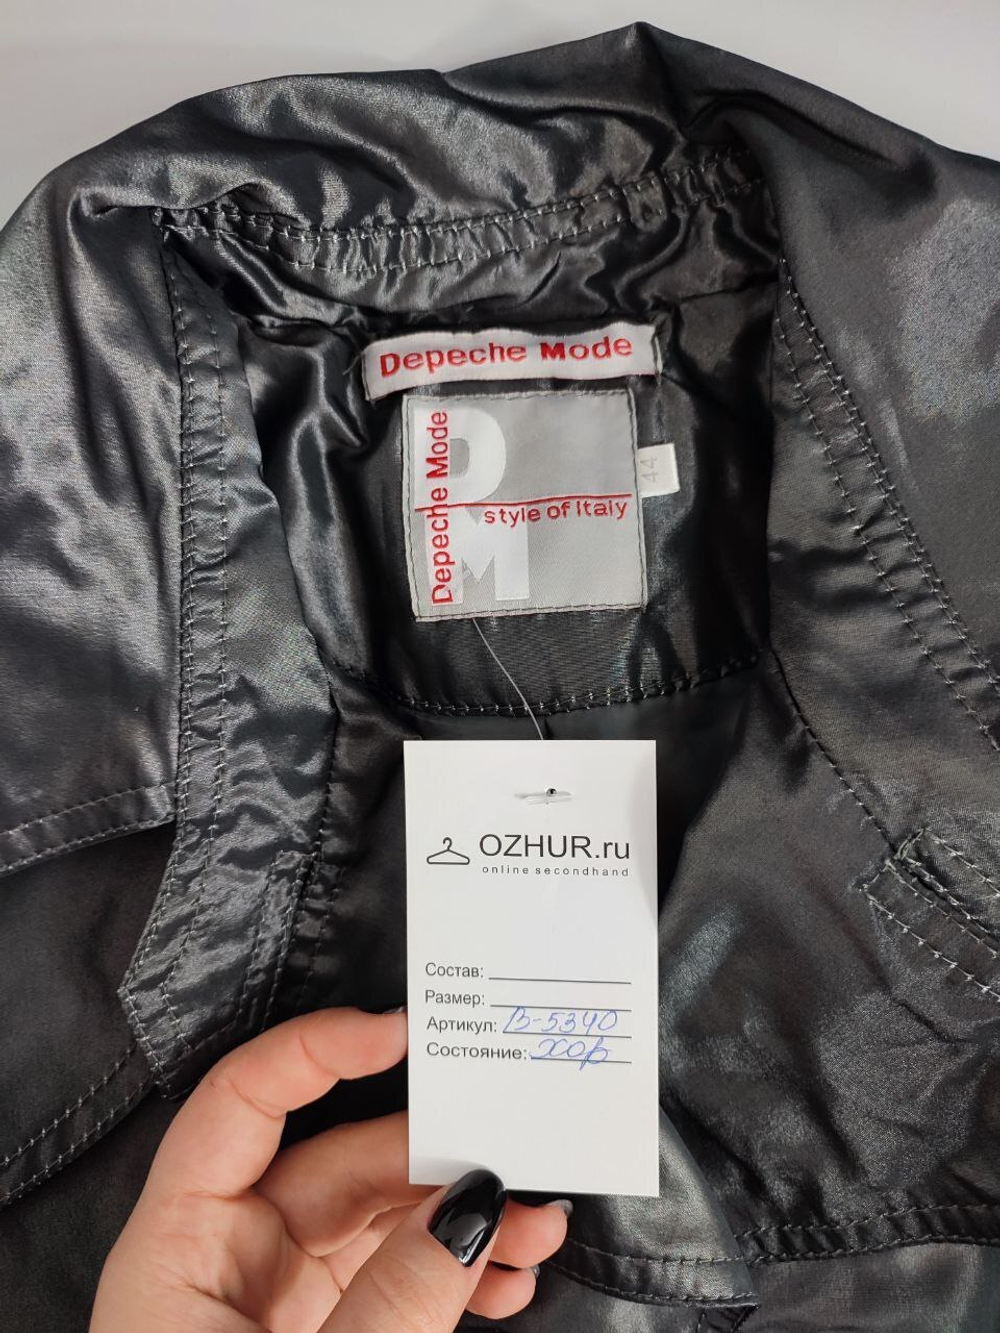 Depeche Mode
DM
Depeche Mode
style of Italy
44
OZHUR.ru
online secondhand
Состав:
Размер:
Артикул: В-5340
Состояние: хор